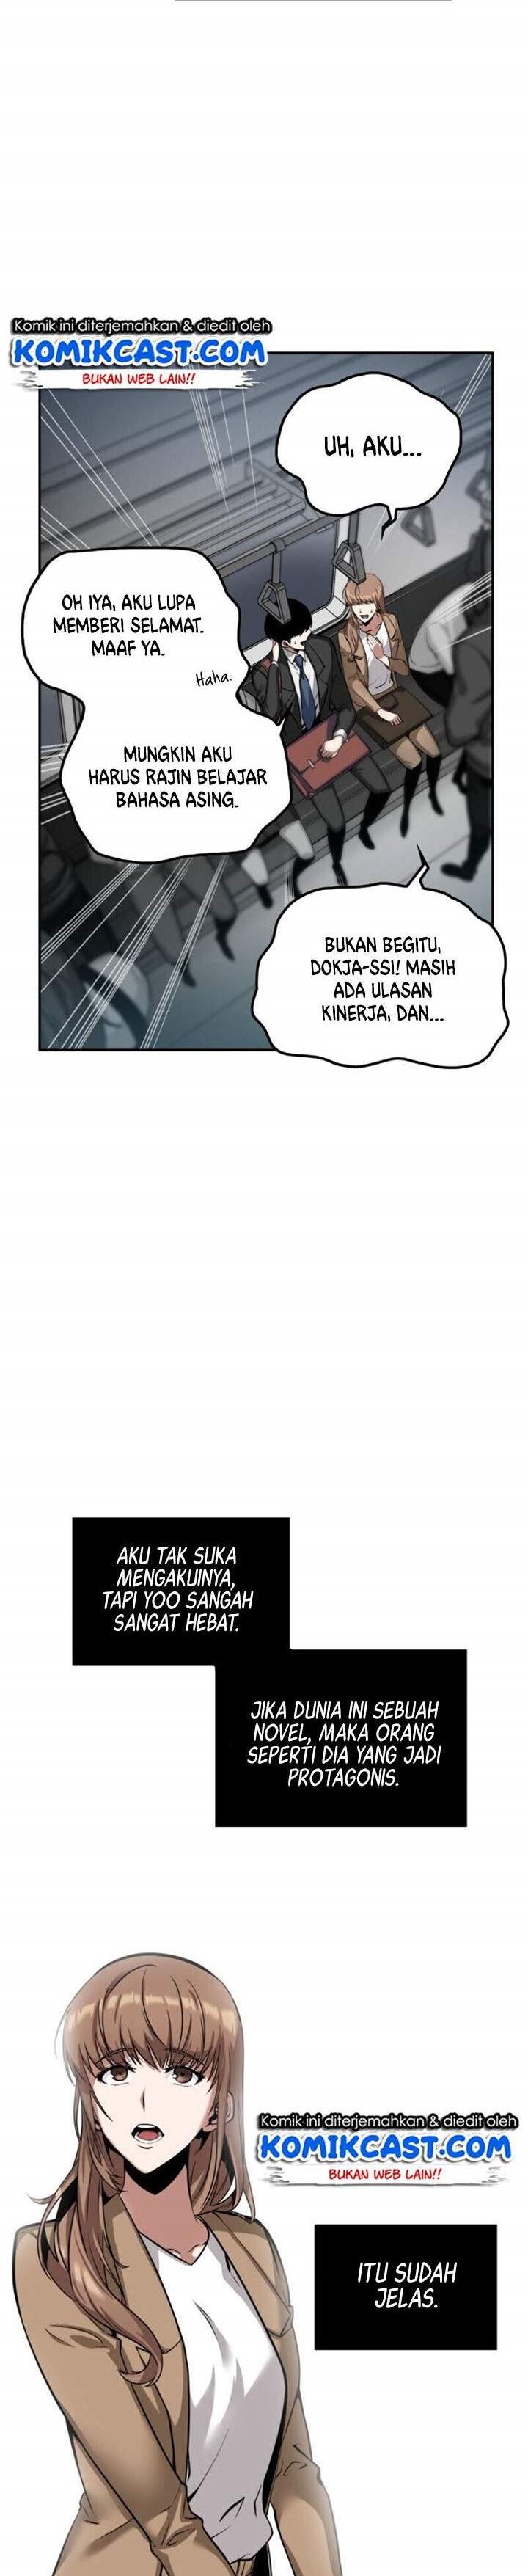 Komik ini diterjemahkan & diedit oleh
KOMIKCAST.COM
BUKAN WEB LAIN!!
UH, AKU...
OH IYA, AKU LUPA
MEMBERI SELAMAT.
MAAF YA.
Haha.
MUNGKIN AKU
HARUS RAJIN BELAJAR
BAHASA ASING.
BUKAN BEGITU,
DOKJA-SSI! MASIH
ADA ULASAN
KINERJA, DAN...
AKU TAK SUKA
MENGAKUINYA,
TAPI YOO SANGAH
SANGAT HEBAT.
JIKA DUNIA INI SEBUAH
NOVEL, MAKA ORANG
SEPERTI DIA YANG JADI
PROTAGONIS.
Komik ini diterjemahkan & diedit oleh
KOMIKCAST.COM
BUKAN WEB LAIN!!
ITU SUDAH
JELAS.